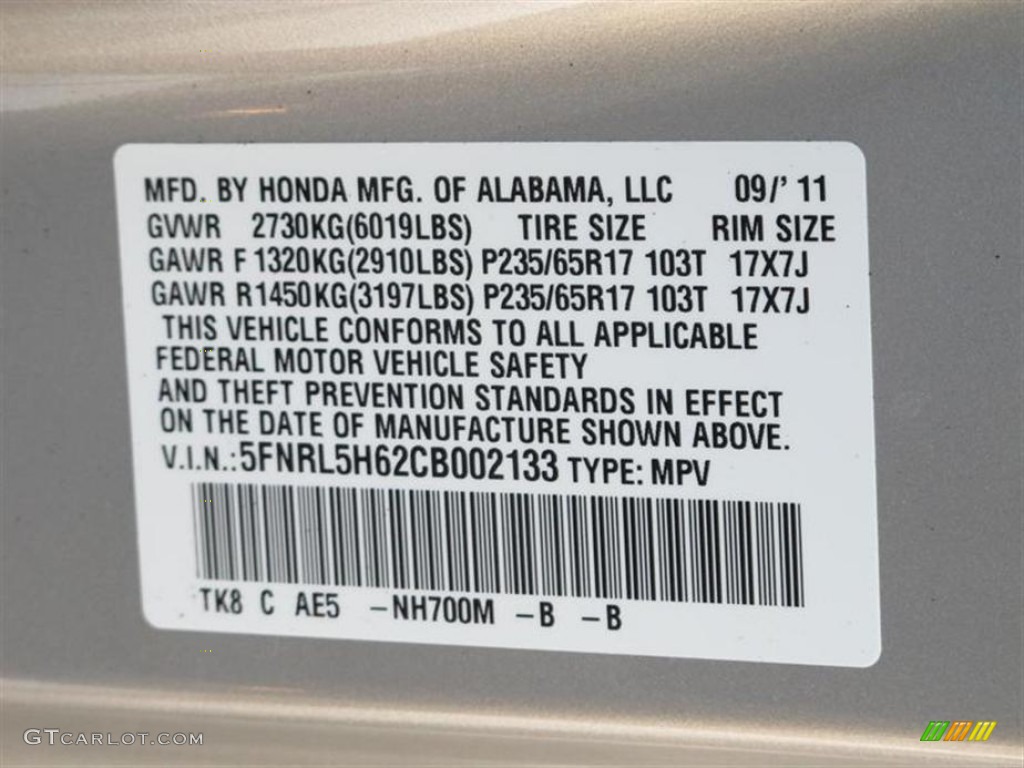 MFD. BY HONDA MFG. OF ALABAMA, LLC 09/' 11
GVWR 2730KG(6019LBS) TIRE SIZE RIM SIZE
GAWR F 1320KG(2910LBS) P235/65R17 103T 17X7J
GAWR R1450KG(3197LBS) P235/65R17 103T 17X7J
THIS VEHICLE CONFORMS TO ALL APPLICABLE
FEDERAL MOTOR VEHICLE SAFETY
AND THEFT PREVENTION STANDARDS IN EFFECT
ON THE DATE OF MANUFACTURE SHOWN ABOVE.
V.I.N.:5FNRL5H62CB002133 TYPE: MPV
TK8 C AE5 -NH700M -B -B
GTCARLOT.COM